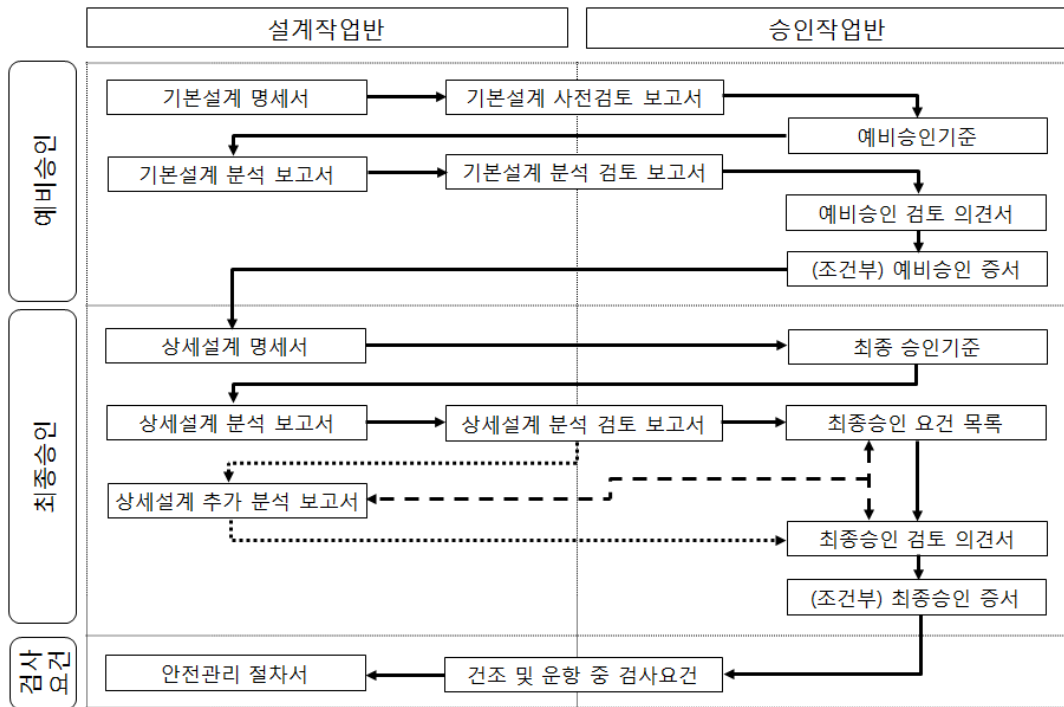 설계작업반
승인작업반
예비승인
기본설계 명세서
기본설계 사전검토 보고서
예비승인기준
기본설계 분석 보고서
기본설계 분석 검토 보고서
예비승인 검토 의견서
(조건부) 예비승인 증서
최종승인
상세설계 명세서
최종 승인기준
상세설계 분석 보고서
상세설계 분석 검토 보고서
최종승인 요건 목록
상세설계 추가 분석 보고서
최종승인 검토 의견서
(조건부) 최종승인 증서
검사
요건
안전관리 절차서
건조 및 운항 중 검사요건